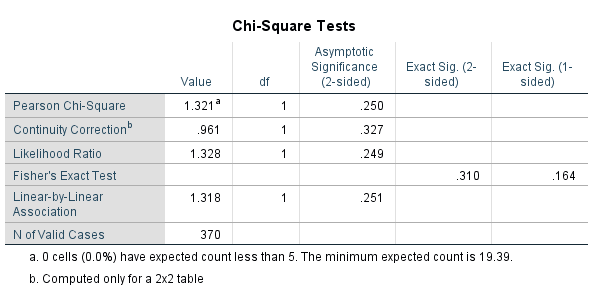 Chi-Square Tests
Value df Asymptotic Significance (2-sided) Exact Sig. (2-sided) Exact Sig. (1-sided)
Pearson Chi-Square 1.321a 1 .250
Continuity Correctionb .961 1 .327
Likelihood Ratio 1.328 1 .249
Fisher's Exact Test .310 .164
Linear-by-Linear Association 1.318 1 .251
N of Valid Cases 370
a. 0 cells (0.0%) have expected count less than 5. The minimum expected count is 19.39.
b. Computed only for a 2x2 table